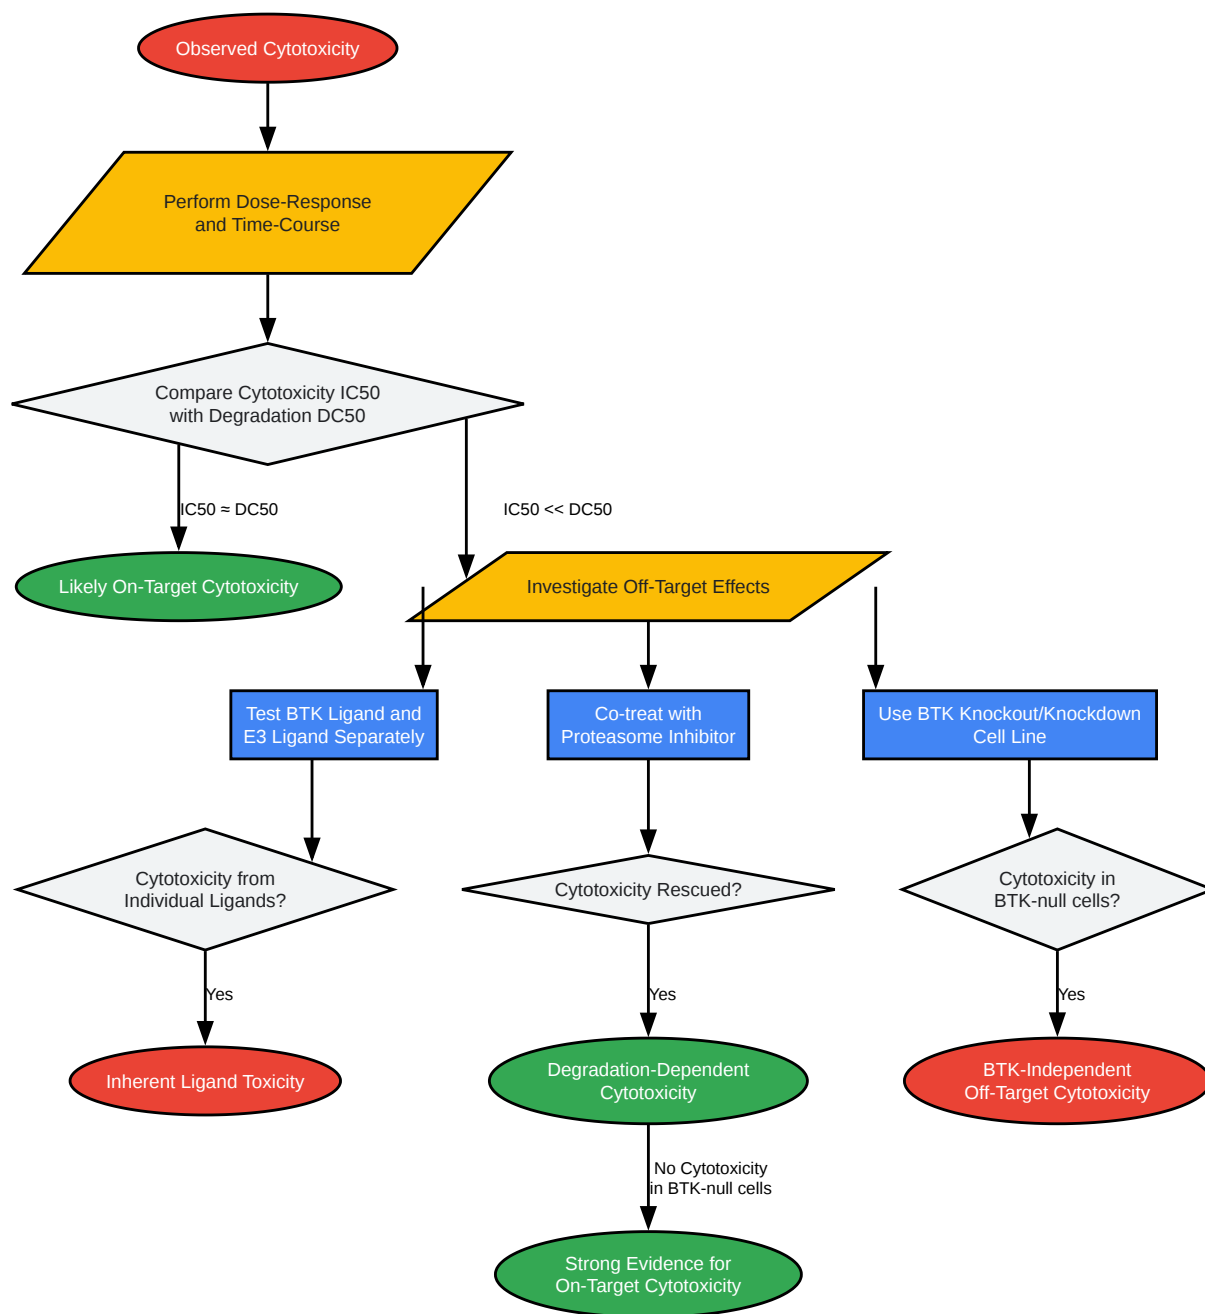 Observed Cytotoxicity
Perform Dose-Response
and Time-Course
Compare Cytotoxicity IC50
with Degradation DC50
IC50 ≈ DC50
IC50 << DC50
Likely On-Target Cytotoxicity
Investigate Off-Target Effects
Test BTK Ligand and
E3 Ligand Separately
Co-treat with
Proteasome Inhibitor
Use BTK Knockout/Knockdown
Cell Line
Cytotoxicity from
Individual Ligands?
Cytotoxicity Rescued?
Cytotoxicity in
BTK-null cells?
Yes
Yes
Yes
Inherent Ligand Toxicity
Degradation-Dependent
Cytotoxicity
BTK-Independent
Off-Target Cytotoxicity
No Cytotoxicity
in BTK-null cells
Strong Evidence for
On-Target Cytotoxicity